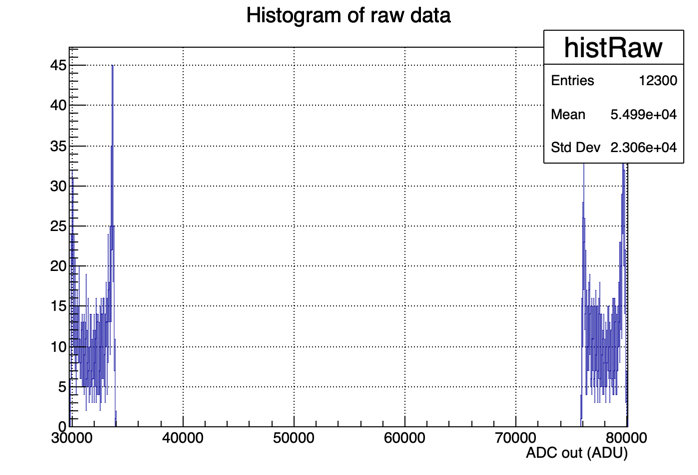 Histogram of raw data
histRaw
Entries 12300
Mean 5.499e+04
Std Dev 2.306e+04
45
40
35
30
25
20
15
10
5
0
30000 40000 50000 60000 70000 80000
ADC out (ADU)